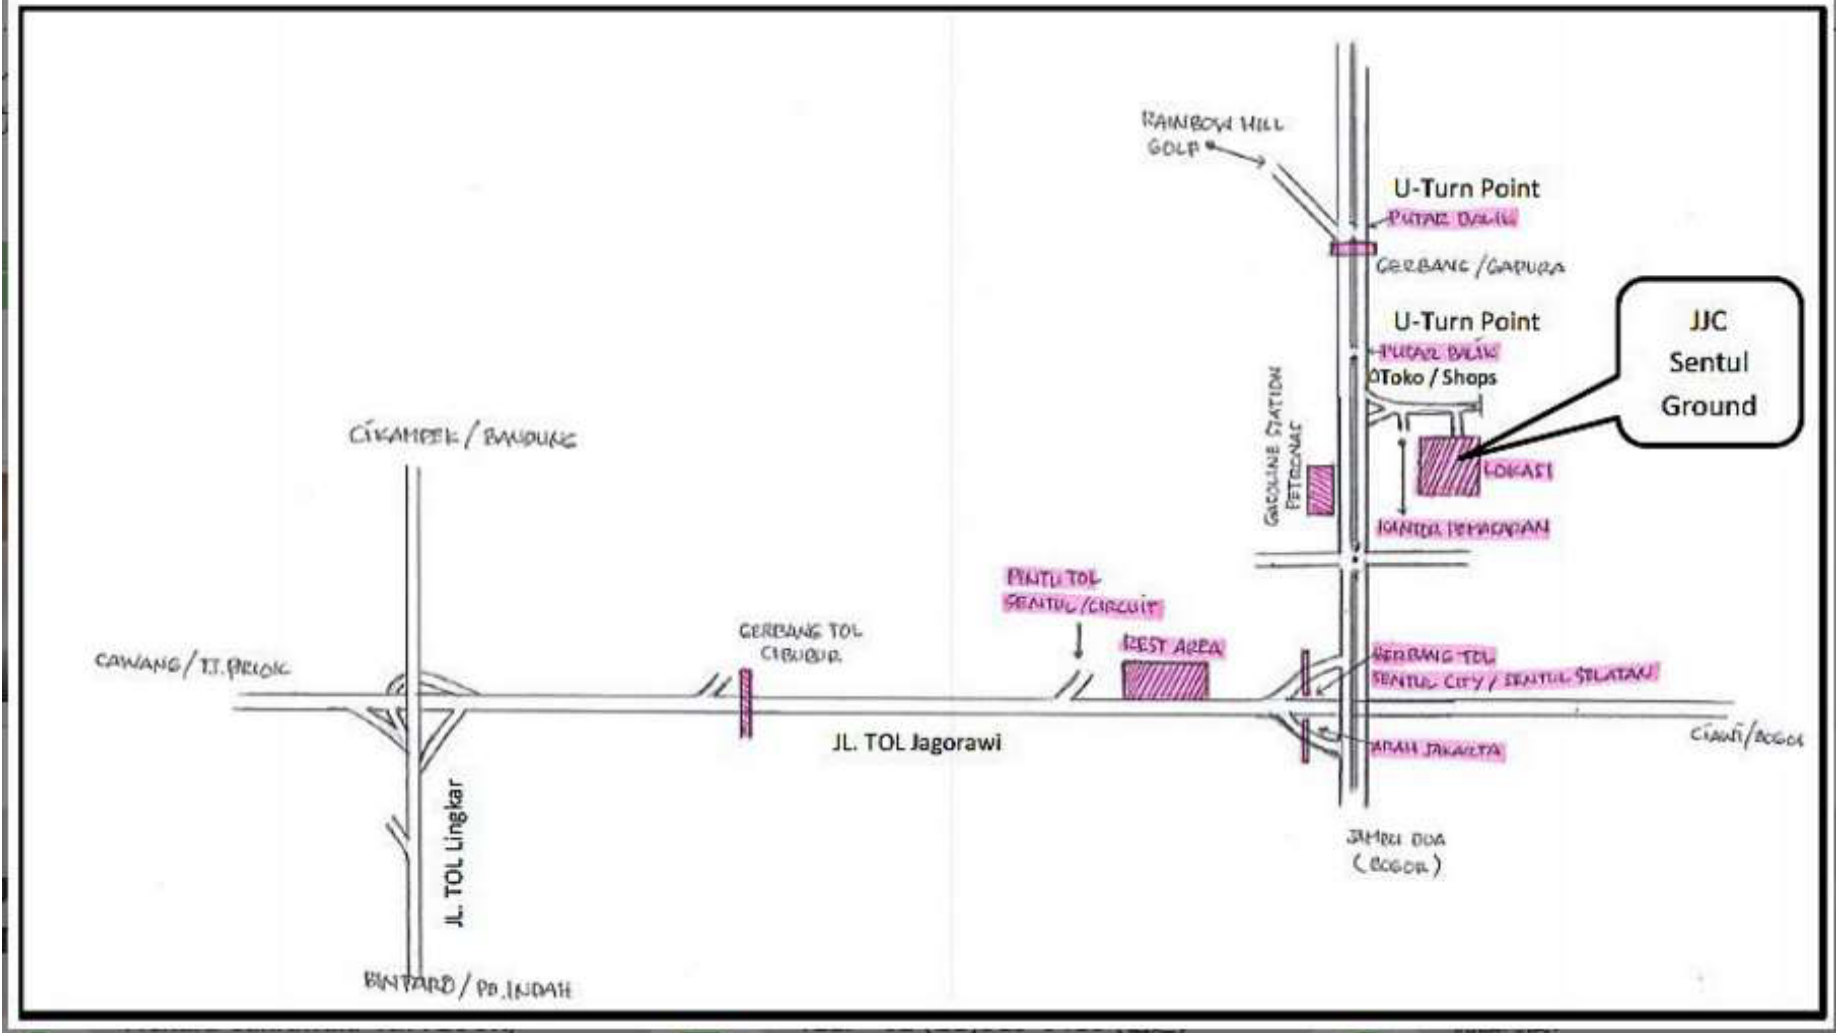 RAINBOW HILL
GOLF
U-Turn Point
PUTAR BALIK
GERBANG / GAPURA
U-Turn Point
PUTAR BALIK
Toko / Shops
JJC
Sentul
Ground
GASOLINE STATION
PETRONAS
LOKASI
KANTOR PEMASARAN
CIKAMPEK / BANDUNG
PINTU TOL
SENTUL / CIRCUIT
REST AREA
GERBANG TOL
CIBUBUR
CAWANG / TJ. PRIOK
GERBANG TOL
SENTUL CITY / SENTUL SELATAN
JL. TOL Jagorawi
ARAH JAKARTA
CIAWI / BOGOR
JL. TOL Lingkar
JAMBU DUA
(BOGOR)
BINTARO / PD. INDAH